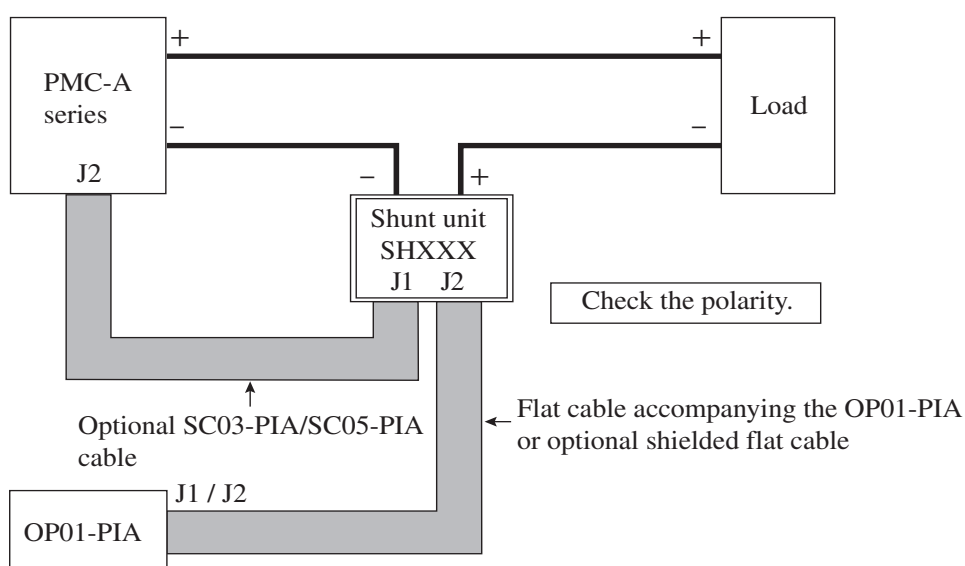 +
+
PMC-A
series
Load
−
−
J2
−
+
Shunt unit
SHXXX
J1 J2
Check the polarity.
Optional SC03-PIA/SC05-PIA
cable
Flat cable accompanying the OP01-PIA
or optional shielded flat cable
J1 / J2
OP01-PIA